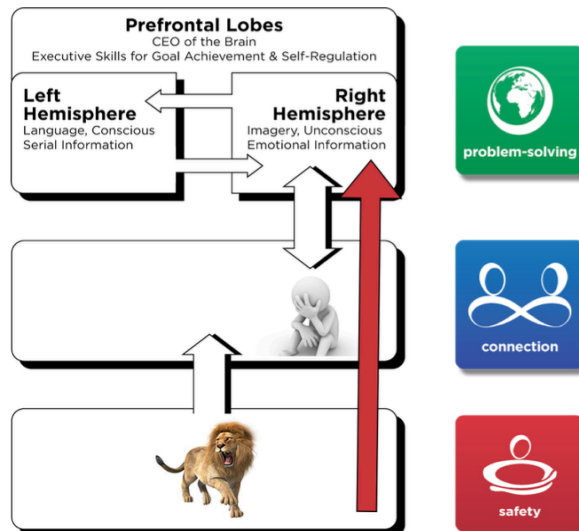 Prefrontal Lobes
CEO of the Brain
Executive Skills for Goal Achievement & Self-Regulation
Left
Hemisphere
Language, Conscious
Serial Information
Right
Hemisphere
Imagery, Unconscious
Emotional Information
problem-solving
connection
safety